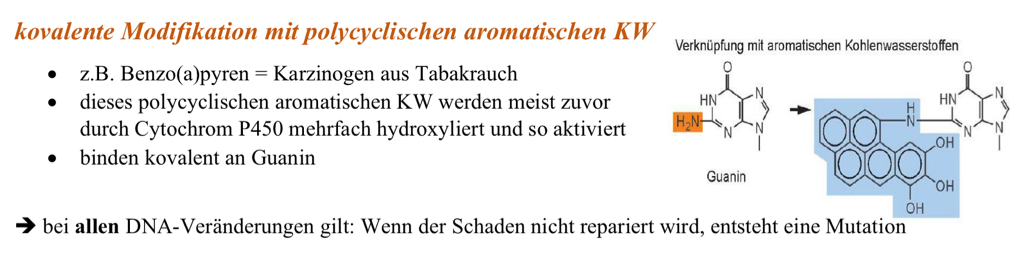 kovalente Modifikation mit polycyclischen aromatischen KW
• z.B. Benzo(a)pyren = Karzinogen aus Tabakrauch
• dieses polycyclischen aromatischen KW werden meist zuvor
durch Cytochrom P450 mehrfach hydroxyliert und so aktiviert
• binden kovalent an Guanin
Verknüpfung mit aromatischen Kohlenwasserstoffen
O
HN
N
H₂N
N
N
Guanin
O
H
HN
N
N
N
N
OH
OH
OH
➔ bei allen DNA-Veränderungen gilt: Wenn der Schaden nicht repariert wird, entsteht eine Mutation